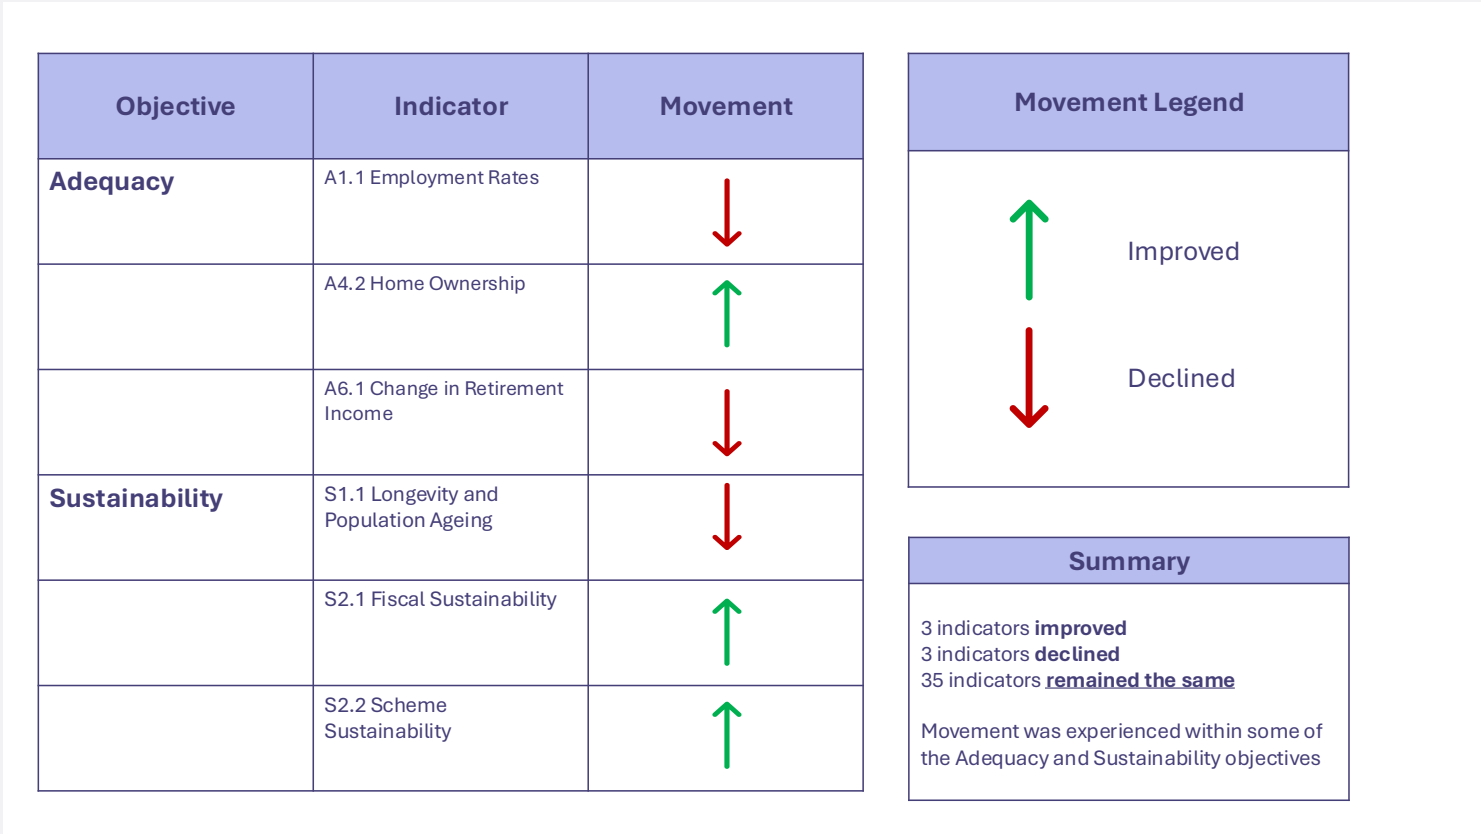 Objective Indicator Movement
Adequacy
A1.1 Employment Rates
A4.2 Home Ownership
A6.1 Change in Retirement
Income
Sustainability
S1.1 Longevity and
Population Ageing
S2.1 Fiscal Sustainability
S2.2 Scheme
Sustainability
Movement Legend
Improved
Declined
Summary
3 indicators improved
3 indicators declined
35 indicators remained the same
Movement was experienced within some of
the Adequacy and Sustainability objectives